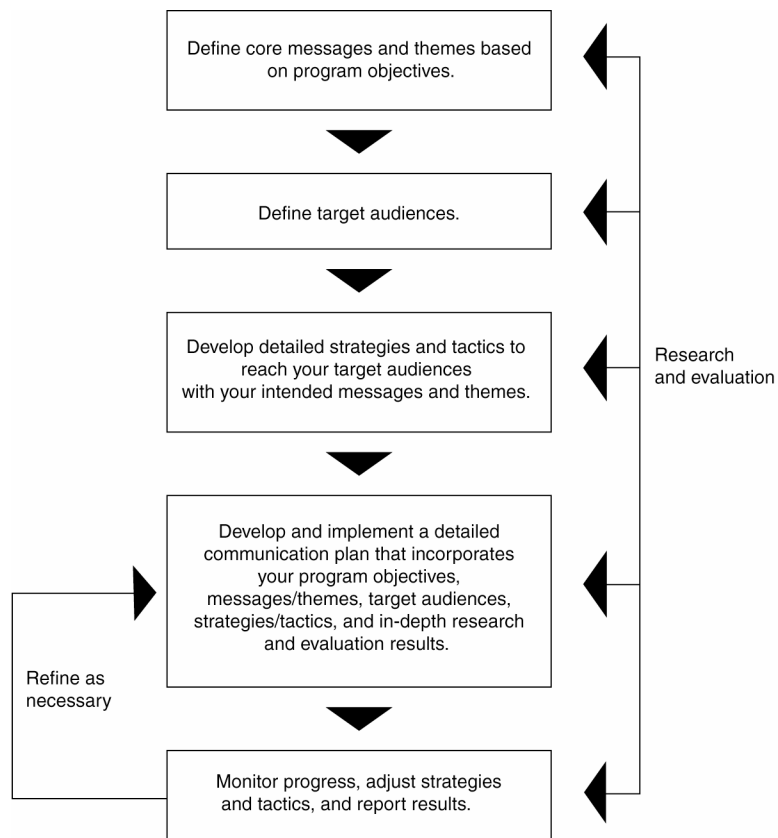 Define core messages and themes based
on program objectives.
Define target audiences.
Develop detailed strategies and tactics to
reach your target audiences
with your intended messages and themes.
Research
and evaluation
Develop and implement a detailed
communication plan that incorporates
your program objectives,
messages/themes, target audiences,
strategies/tactics, and in-depth research
and evaluation results.
Refine as
necessary
Monitor progress, adjust strategies
and tactics, and report results.